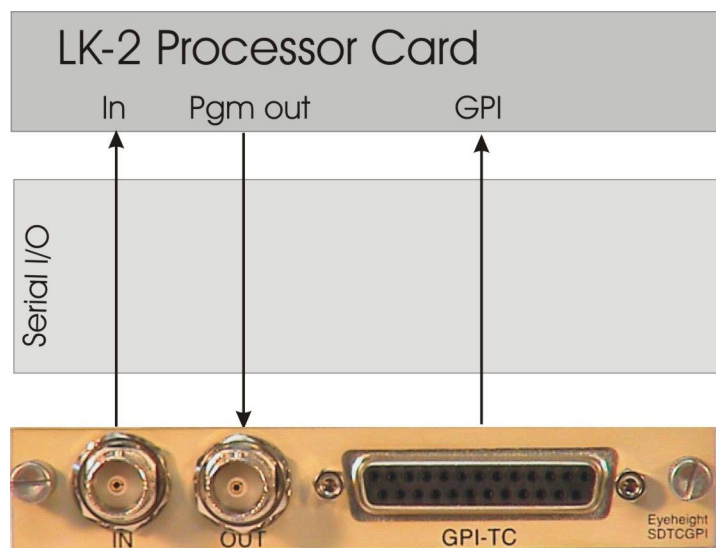 LK-2 Processor Card
In Pgm out GPI
Serial I/O
IN OUT GPI-TC
Eyeheight
SDTCGPI